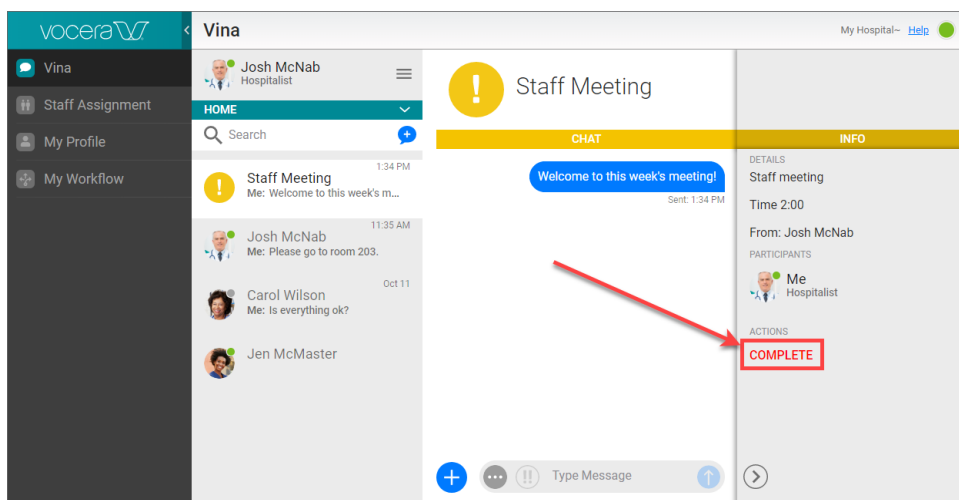 vocera
Vina
My Hospital~ Help
Vina
Staff Assignment
My Profile
My Workflow
Josh McNab
Hospitalist
HOME
Search
1:34 PM
Staff Meeting
Me: Welcome to this week's m...
11:35 AM
Josh McNab
Me: Please go to room 203.
Oct 11
Carol Wilson
Me: Is everything ok?
Jen McMaster
Staff Meeting
CHAT
Welcome to this week's meeting!
Sent: 1:34 PM
Type Message
INFO
DETAILS
Staff meeting
Time 2:00
From: Josh McNab
PARTICIPANTS
Me
Hospitalist
ACTIONS
COMPLETE